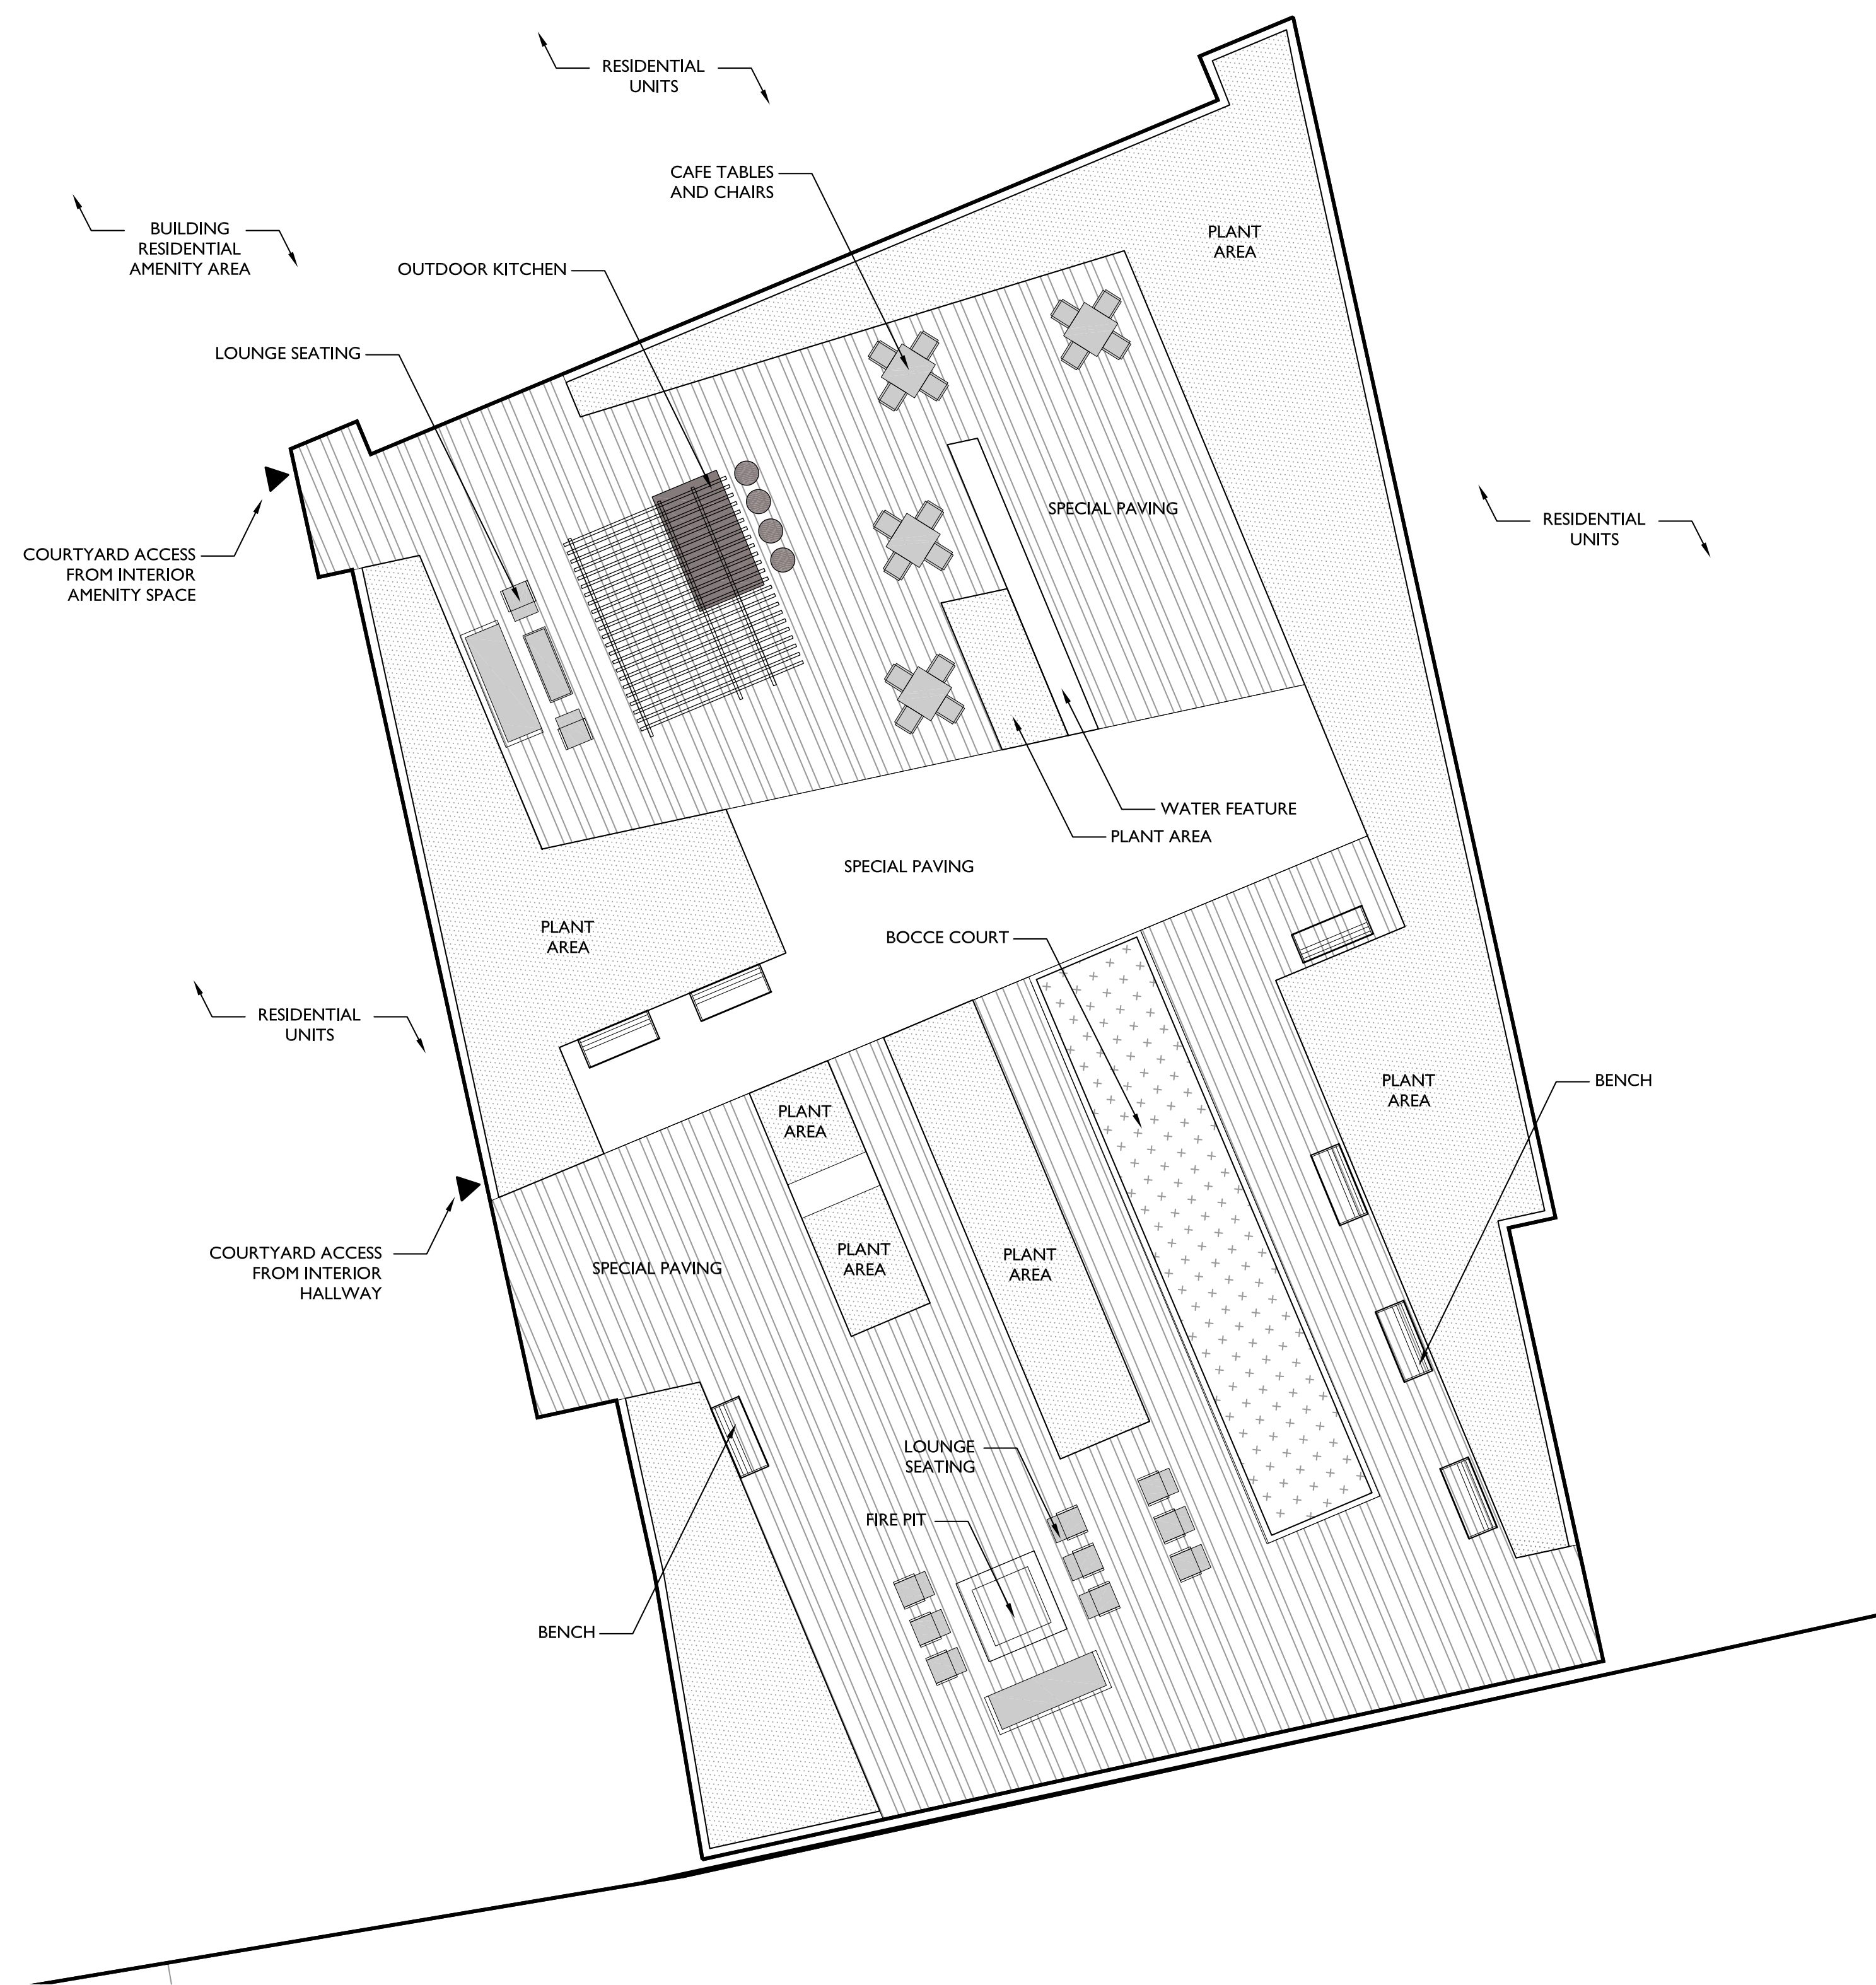 RESIDENTIAL
UNITS
CAFE TABLES
AND CHAIRS
BUILDING
RESIDENTIAL
AMENITY AREA
PLANT
AREA
OUTDOOR KITCHEN
LOUNGE SEATING
SPECIAL PAVING
RESIDENTIAL
UNITS
COURTYARD ACCESS
FROM INTERIOR
AMENITY SPACE
WATER FEATURE
PLANT AREA
SPECIAL PAVING
PLANT
AREA
BOCCE COURT
RESIDENTIAL
UNITS
PLANT
AREA
BENCH
PLANT
AREA
COURTYARD ACCESS
FROM INTERIOR
HALLWAY
SPECIAL PAVING
PLANT
AREA
PLANT
AREA
LOUNGE
SEATING
FIRE PIT
BENCH